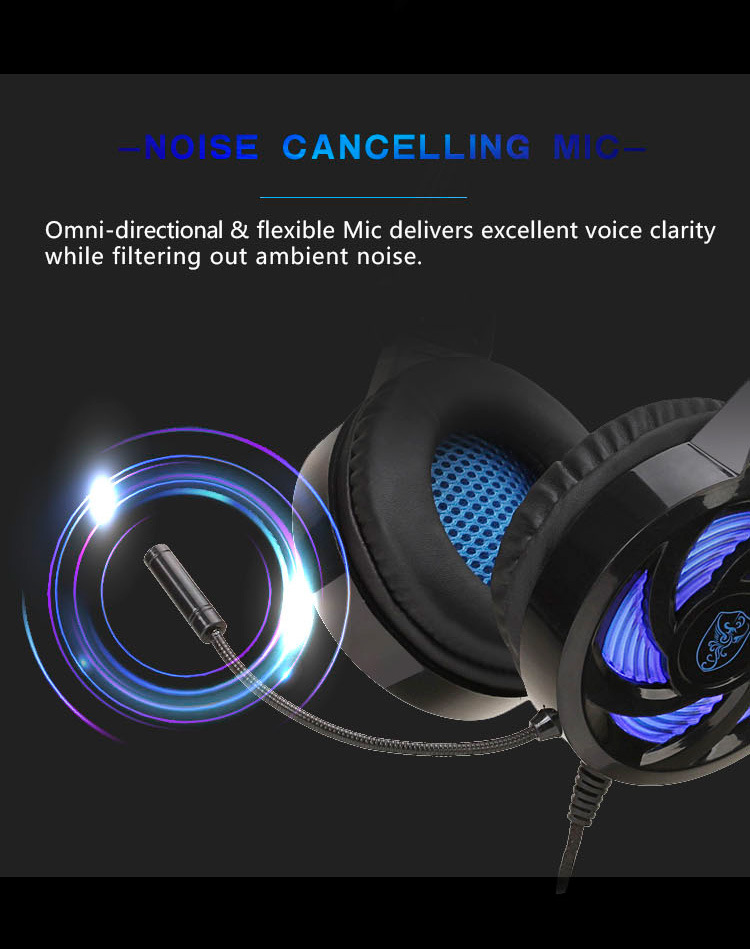 —NOISE CANCELLING MIC—
Omni-directional & flexible Mic delivers excellent voice clarity
while filtering out ambient noise.